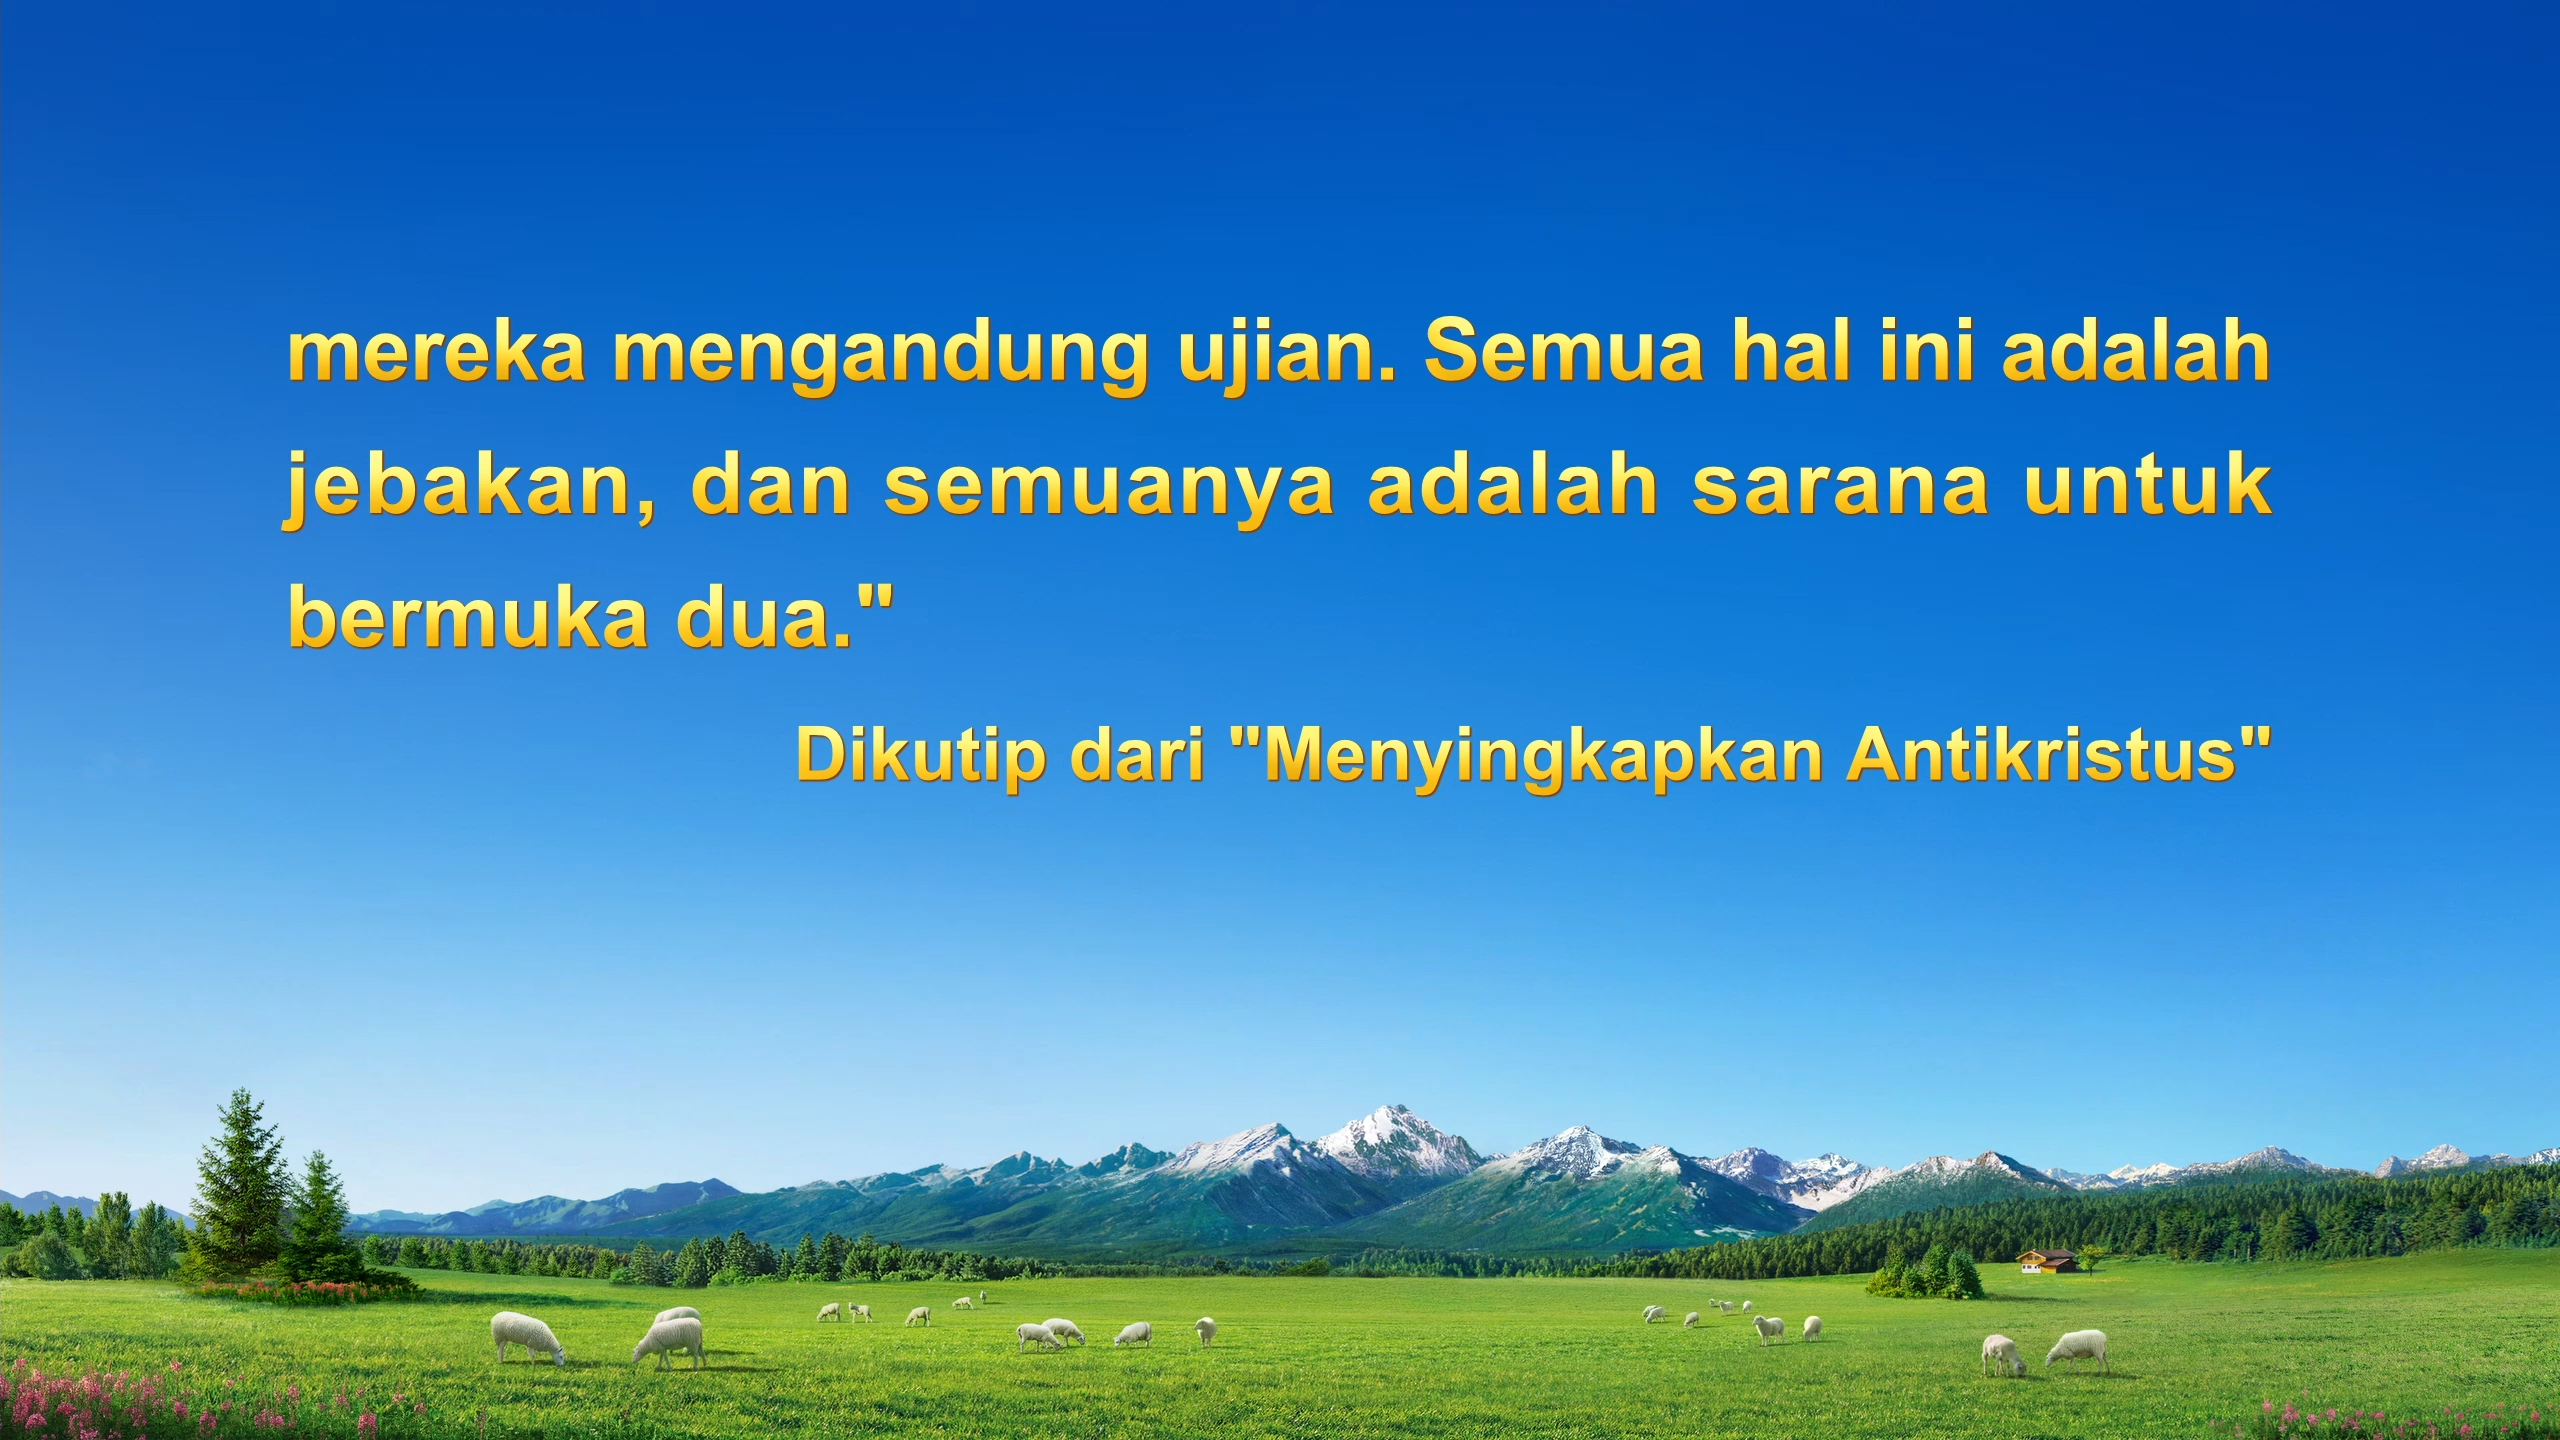 mereka mengandung ujian. Semua hal ini adalah
jebakan, dan semuanya adalah sarana untuk
bermuka dua."
Dikutip dari "Menyingkapkan Antikristus"